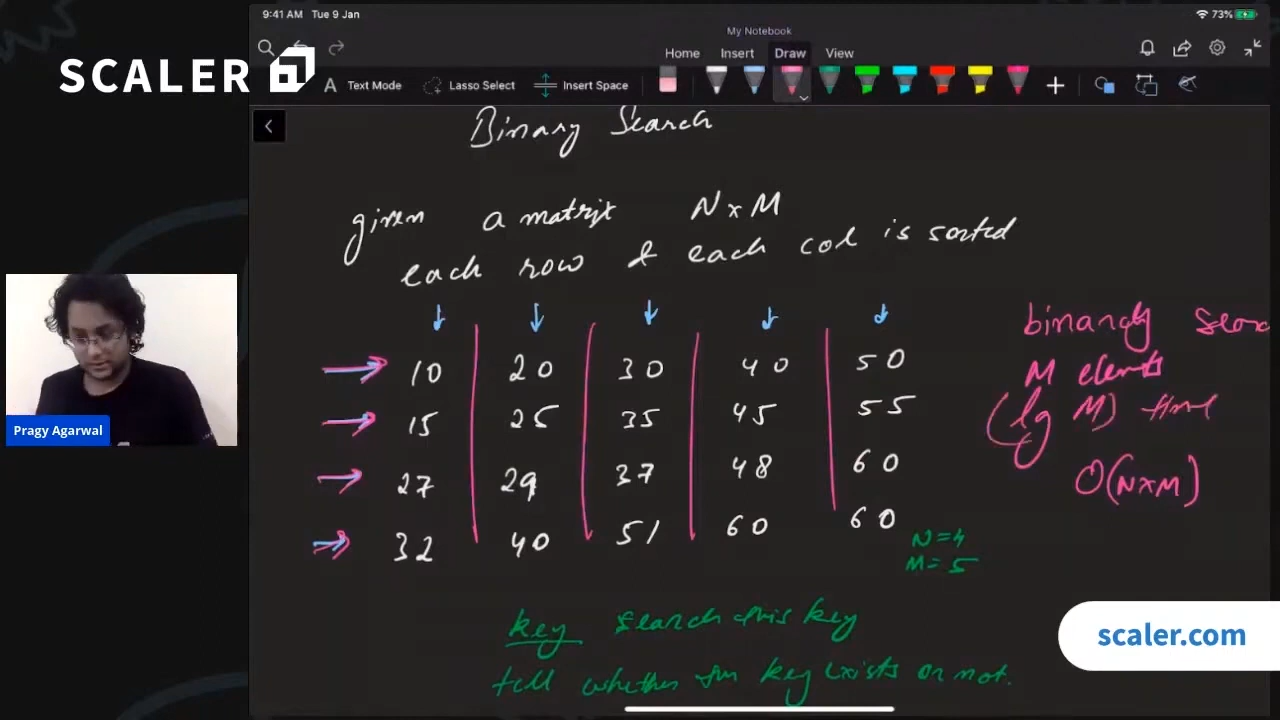 9:41 AM Tue 9 Jan
73%
My Notebook
Home Insert Draw View
SCALER
Text Mode Lasso Select Insert Space
Binary Search
given a matrix N x M
each row & each col is sorted
10 20 30 40 50
15 25 35 45 55
27 29 37 48 60
32 40 51 60 60
binary
M elements
(lg M) time
O(N x M)
N = 4
M = 5
key search this key
tell whether the key exists or not.
Pragy Agarwal
scaler.com